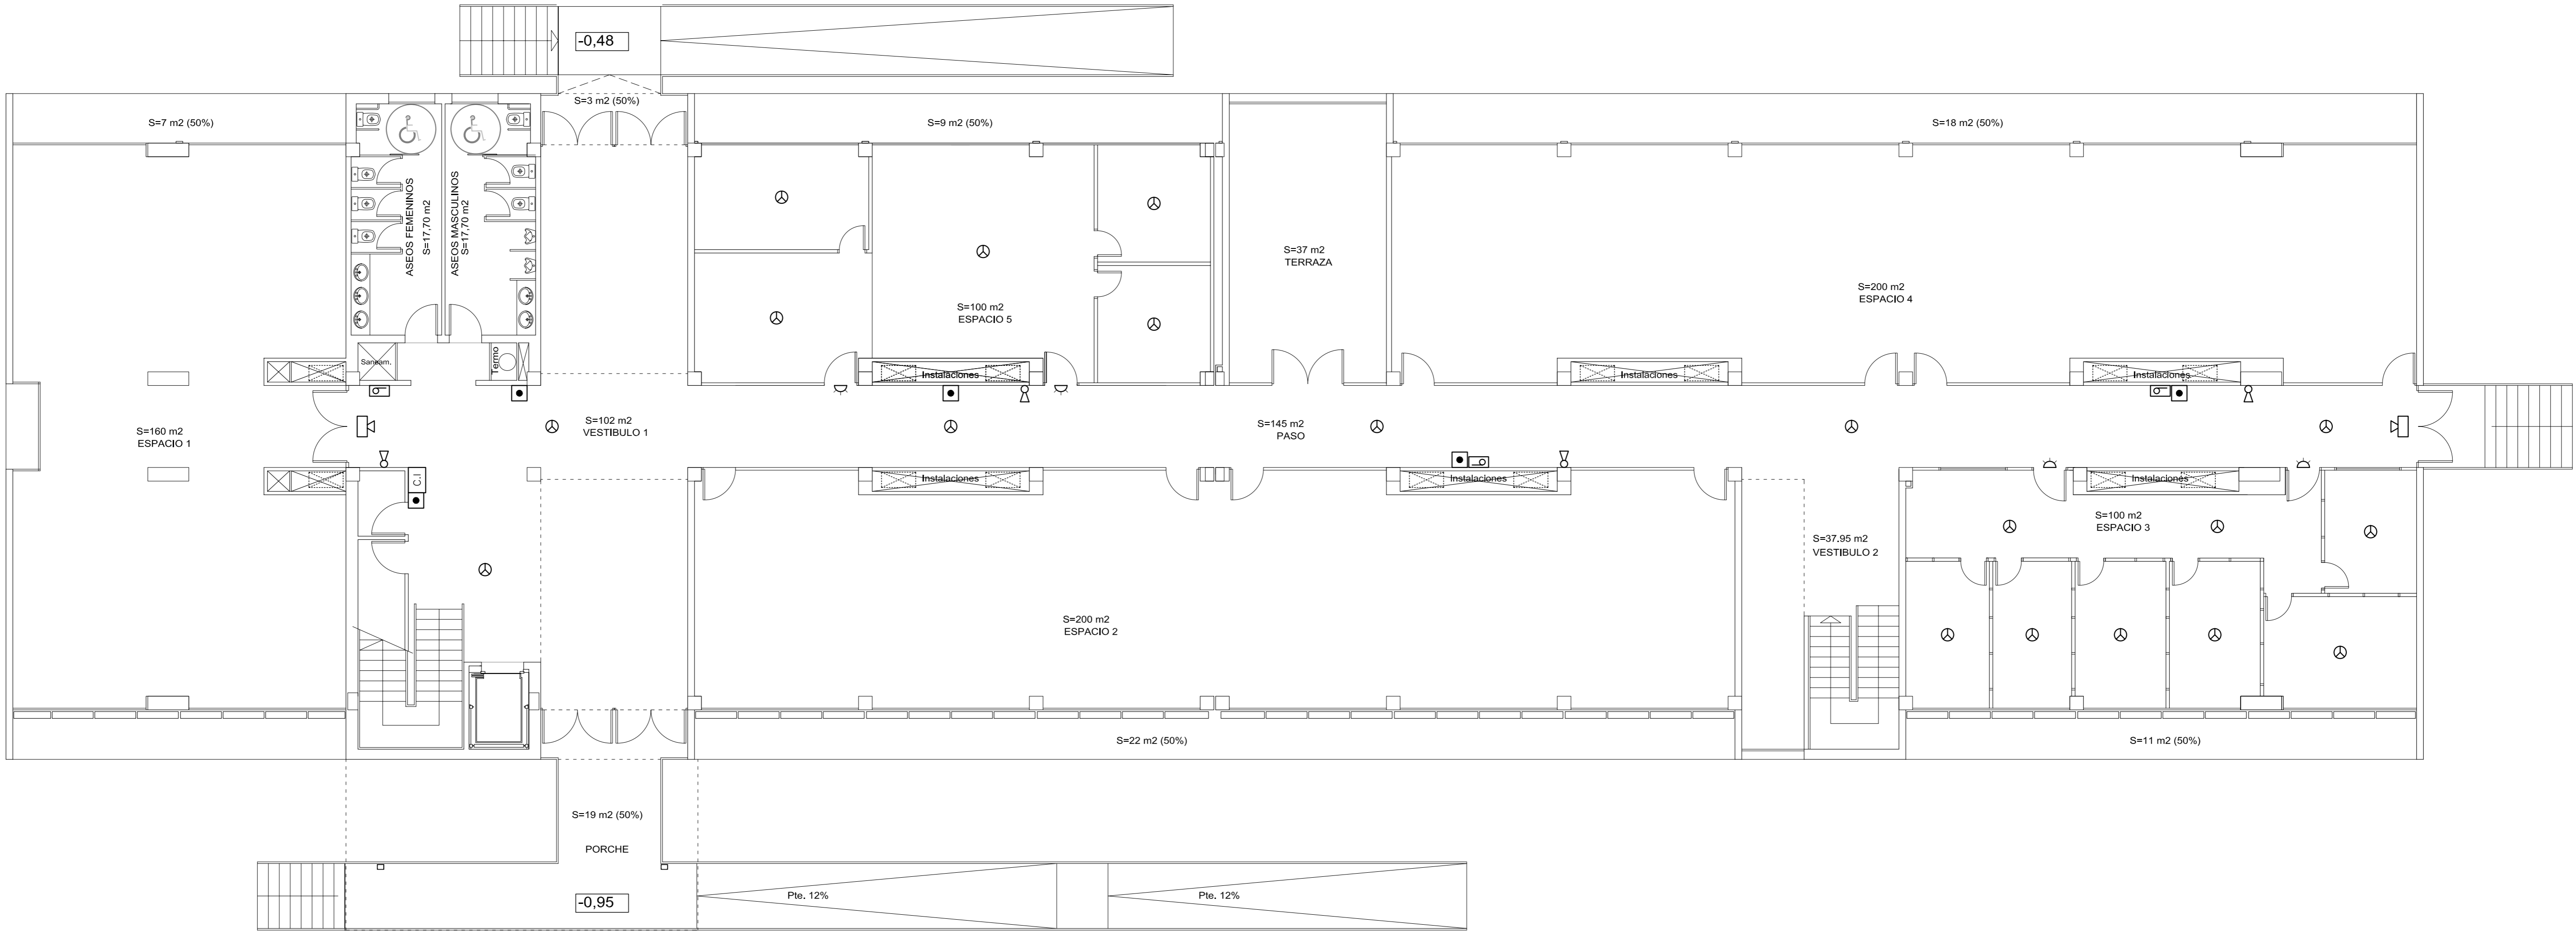 -0,48
S=3 m2 (50%)
S=7 m2 (50%)
S=9 m2 (50%)
S=18 m2 (50%)
ASEOS FEMENINOS
S=17,70 m2
ASEOS MASCULINOS
S=17,70 m2
S=37 m2
TERRAZA
S=200 m2
ESPACIO 4
S=100 m2
ESPACIO 5
Saneam.
Termo
Instalaciones
Instalaciones
Instalaciones
S=160 m2
ESPACIO 1
S=102 m2
VESTIBULO 1
S=145 m2
PASO
C.I.
Instalaciones
Instalaciones
Instalaciones
S=100 m2
ESPACIO 3
S=37.95 m2
VESTIBULO 2
S=200 m2
ESPACIO 2
S=22 m2 (50%)
S=11 m2 (50%)
S=19 m2 (50%)
PORCHE
-0,95
Pte. 12%
Pte. 12%